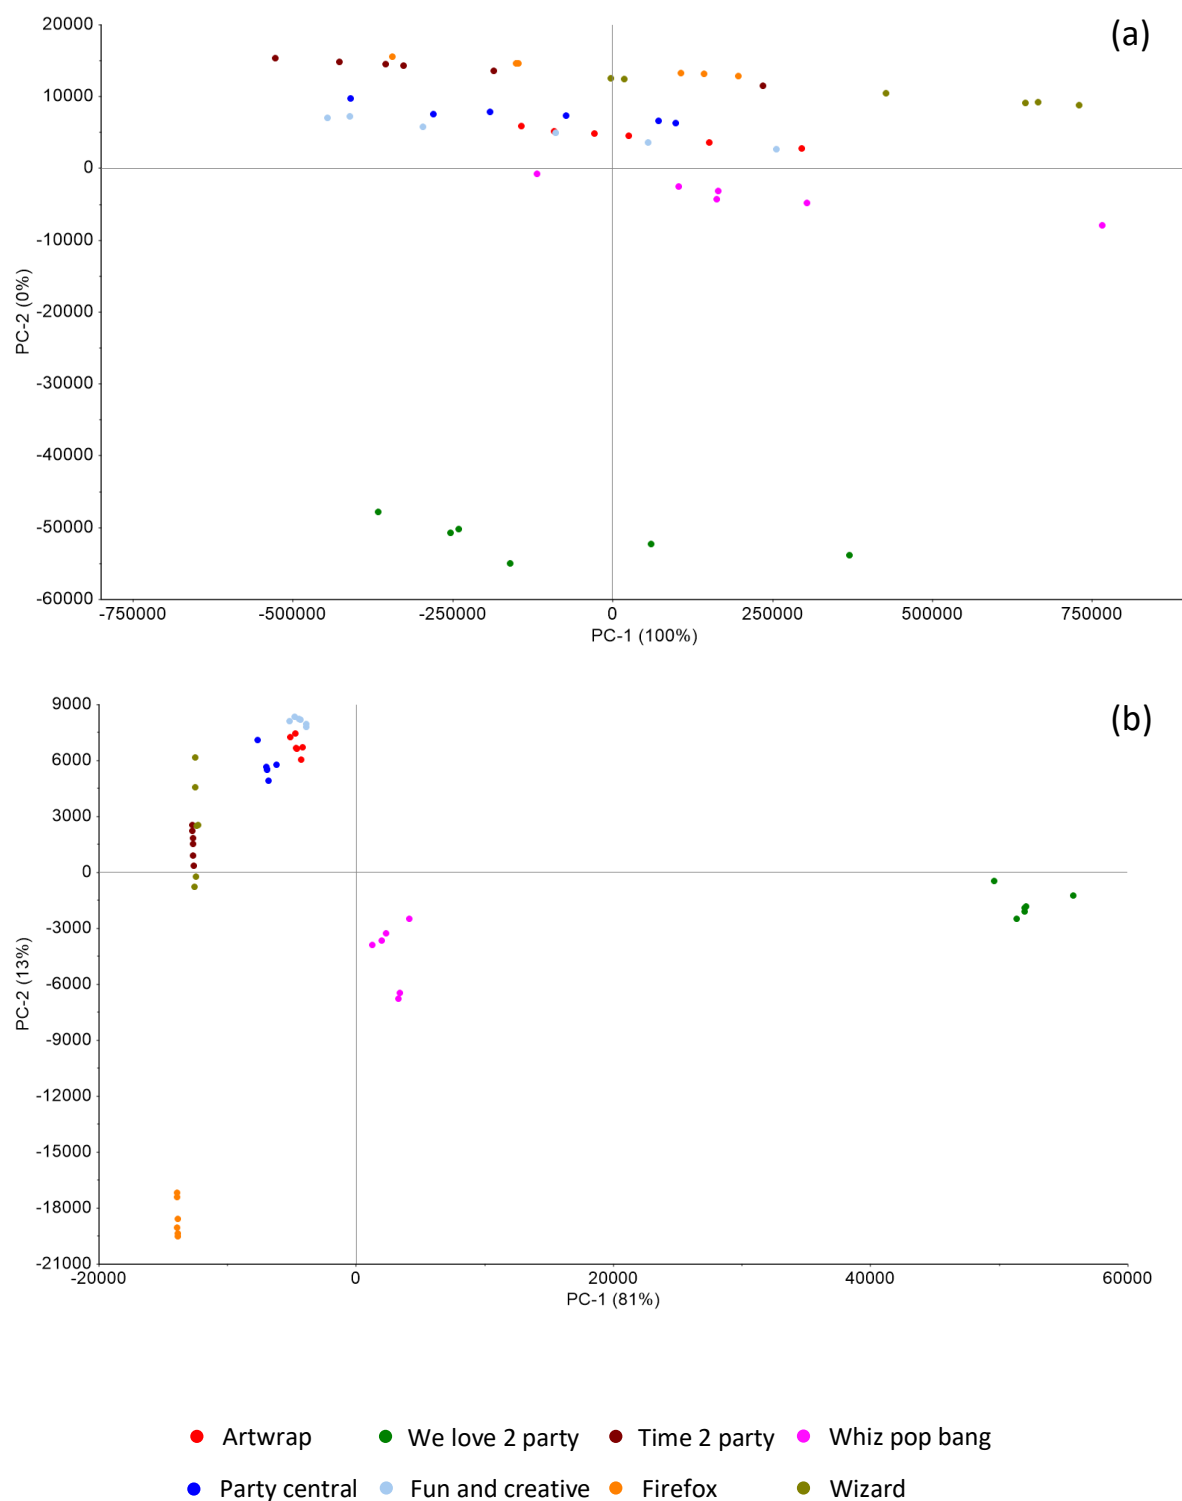 (a)
20000
10000
0
-10000
-20000
-30000
-40000
-50000
-60000
PC-2 (0%)
-750000 -500000 -250000 0 250000 500000 750000
PC-1 (100%)
(b)
9000
6000
3000
0
-3000
-6000
-9000
-12000
-15000
-18000
-21000
PC-2 (13%)
-20000 0 20000 40000 60000
PC-1 (81%)
Artwrap We love 2 party Time 2 party Whiz pop bang
Party central Fun and creative Firefox Wizard